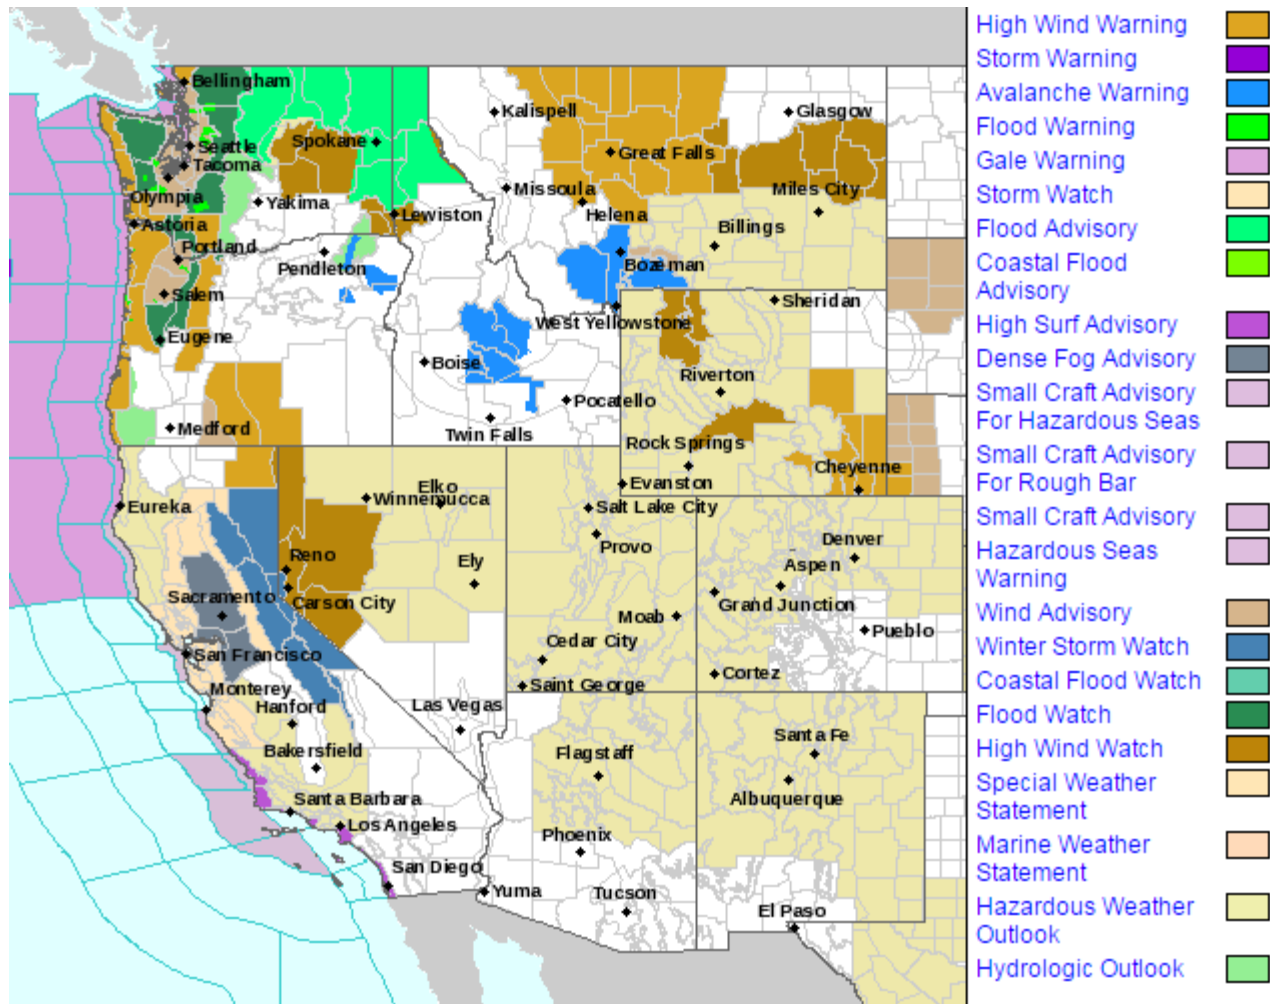 High Wind Warning
Storm Warning
Avalanche Warning
Flood Warning
Gale Warning
Storm Watch
Flood Advisory
Coastal Flood
Advisory
High Surf Advisory
Dense Fog Advisory
Small Craft Advisory
For Hazardous Seas
Small Craft Advisory
For Rough Bar
Small Craft Advisory
Hazardous Seas
Warning
Wind Advisory
Winter Storm Watch
Coastal Flood Watch
Flood Watch
High Wind Watch
Special Weather
Statement
Marine Weather
Statement
Hazardous Weather
Outlook
Hydrologic Outlook
Bellingham
Kalispell
Glasgow
Spokane
Seattle
Great Falls
Tacoma
Missoula
Miles City
Olympia
Yakima
Helena
Lewiston
Astoria
Billings
Portland
Pendleton
Bozeman
Salem
Sheridan
West Yellowstone
Eugene
Boise
Riverton
Pocatello
Medford
Twin Falls
Rock Springs
Cheyenne
Evanston
Elko
Winnemucca
Eureka
Salt Lake City
Provo
Denver
Reno
Ely
Aspen
Sacramento
Carson City
Grand Junction
Moab
Pueblo
Cedar City
San Francisco
Cortez
Saint George
Monterey
Hanford
Las Vegas
Santa Fe
Bakersfield
Flagstaff
Albuquerque
Santa Barbara
Los Angeles
Phoenix
San Diego
Yuma
Tucson
El Paso